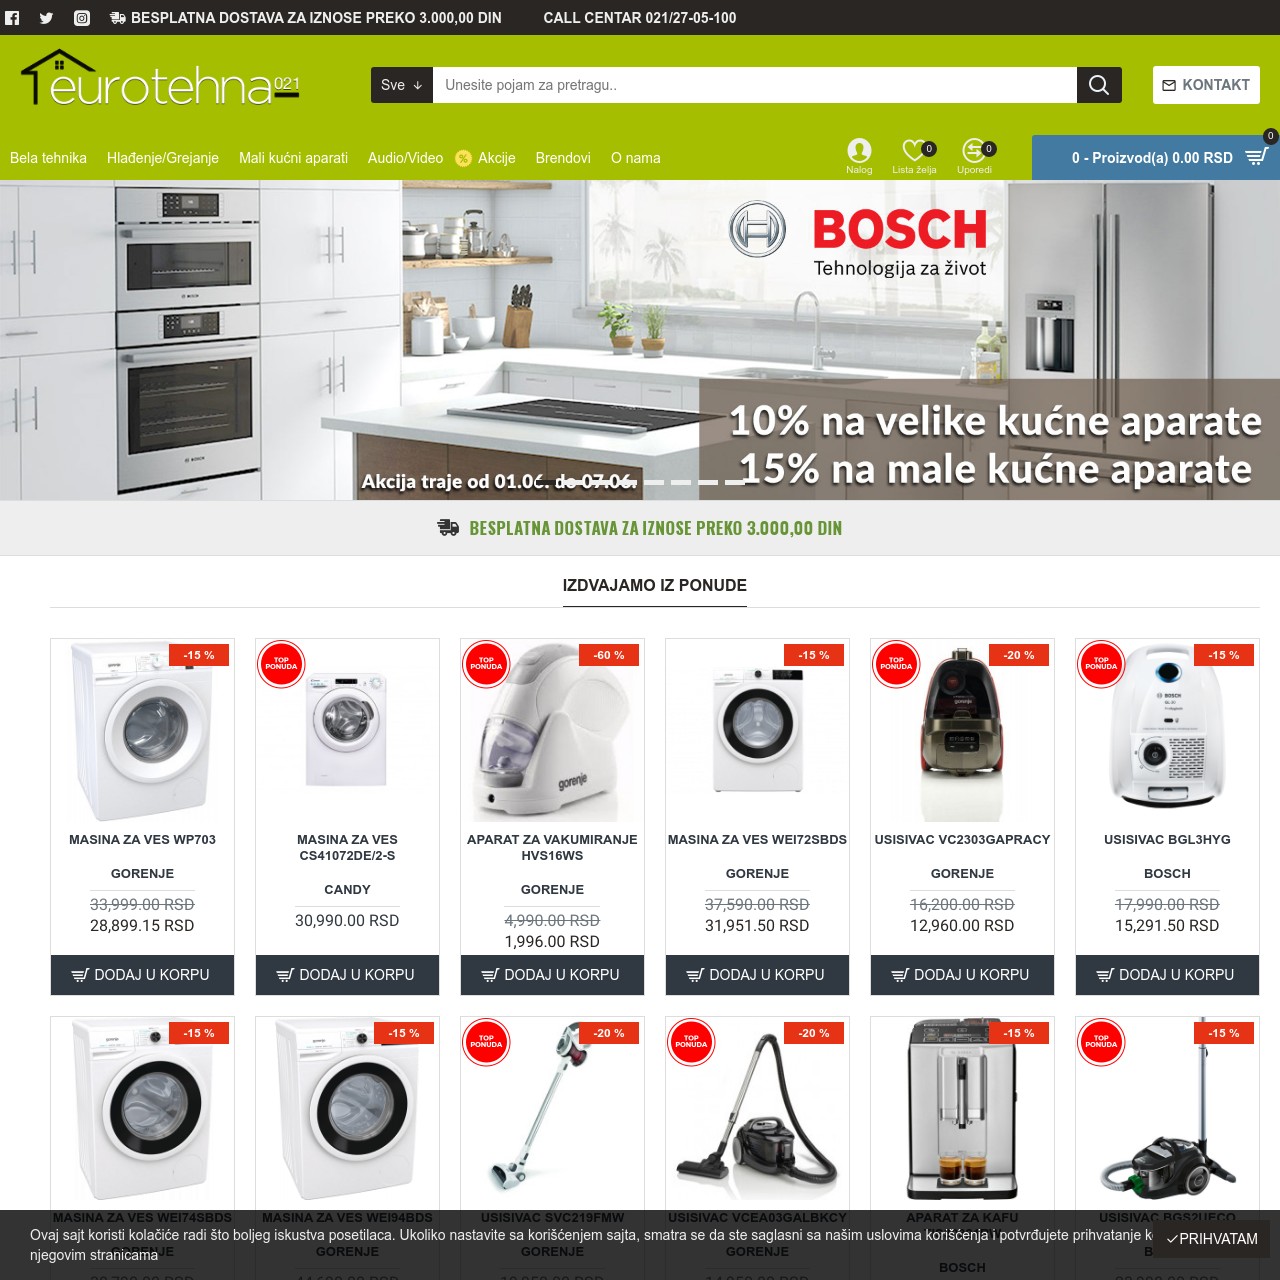 BESPLATNA DOSTAVA ZA IZNOSE PREKO 3.000,00 DIN
CALL CENTAR 021/27-05-100
eurotehna 021
Sve
Unesite pojam za pretragu..
KONTAKT
Bela tehnika
Hlađenje/Grejanje
Mali kućni aparati
Audio/Video
% Akcije
Brendovi
O nama
Nalog
0
Lista želja
0
Uporedi
0
0 - Proizvod(a) 0.00 RSD
BOSCH
Tehnologija za život
10% na velike kućne aparate
15% na male kućne aparate
Akcija traje od do 07.06.
BESPLATNA DOSTAVA ZA IZNOSE PREKO 3.000,00 DIN
IZDVAJAMO IZ PONUDE
-15 %
MASINA ZA VES WP703
GORENJE
33,999.00 RSD
28,899.15 RSD
DODAJ U KORPU
TOP
PONUDA
MASINA ZA VES
CS41072DE/2-S
CANDY
30,990.00 RSD
DODAJ U KORPU
TOP
PONUDA
-60 %
gorenje
APARAT ZA VAKUMIRANJE
HVS16WS
GORENJE
4,990.00 RSD
1,996.00 RSD
DODAJ U KORPU
-15 %
MASINA ZA VES WEI72SBDS
GORENJE
37,590.00 RSD
31,951.50 RSD
DODAJ U KORPU
TOP
PONUDA
-20 %
gorenje
USISIVAC VC2303GAPRACY
GORENJE
16,200.00 RSD
12,960.00 RSD
DODAJ U KORPU
TOP
PONUDA
-15 %
BOSCH
USISIVAC BGL3HYG
BOSCH
17,990.00 RSD
15,291.50 RSD
DODAJ U KORPU
-15 %
MASINA ZA VES WEI74SBDS
GORENJE
-15 %
MASINA ZA VES WEI94BDS
GORENJE
TOP
PONUDA
-20 %
USISIVAC SVC219FMW
GORENJE
TOP
PONUDA
-20 %
USISIVAC VCEA03GALBKCY
GORENJE
-15 %
APARAT ZA KAFU
BOSCH
TOP
PONUDA
-15 %
USISIVAC BGS2UECO
Ovaj sajt koristi kolačiće radi što boljeg iskustva posetilaca. Ukoliko nastavite sa korišćenjem sajta, smatra se da ste saglasni sa našim uslovima korišćenja i potvrđujete prihvatanje
njegovim stranicama
PRIHVATAM